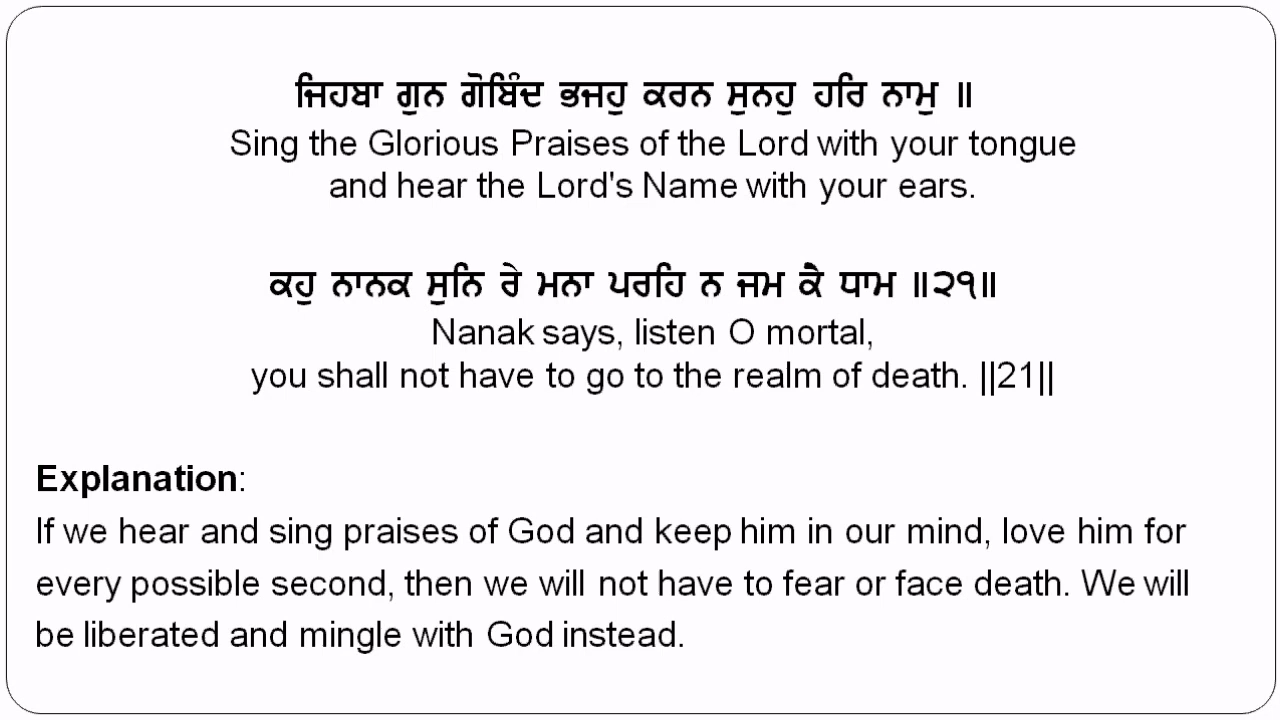 ਜਿਹਬਾ ਗੁਨ ਗੋਬਿੰਦ ਭਜਹੁ ਕਰਨ ਸੁਨਹੁ ਹਰਿ ਨਾਮੁ ॥
Sing the Glorious Praises of the Lord with your tongue
and hear the Lord's Name with your ears.
ਕਹੁ ਨਾਨਕ ਸੁਨਿ ਰੇ ਮਨਾ ਪਰਹਿ ਨ ਜਮ ਕੈ ਧਾਮ ॥੨੧॥
Nanak says, listen O mortal,
you shall not have to go to the realm of death. ||21||
Explanation:
If we hear and sing praises of God and keep him in our mind, love him for
every possible second, then we will not have to fear or face death. We will
be liberated and mingle with God instead.